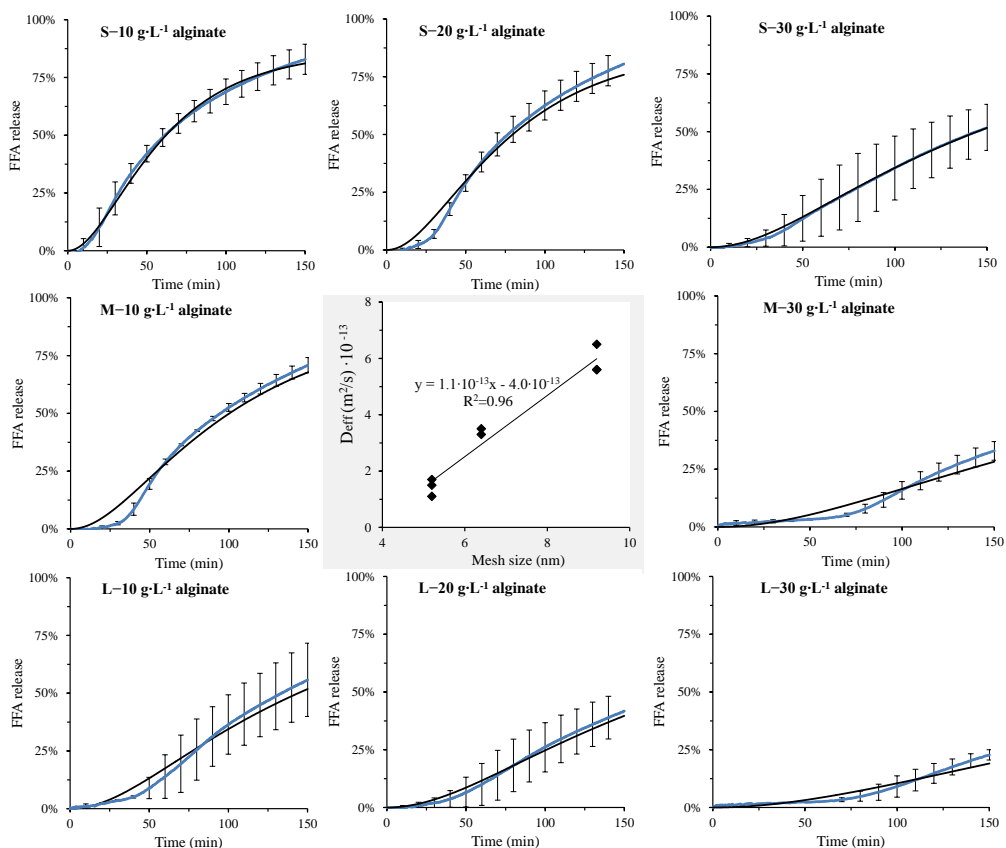 S−10 g·L⁻¹ alginate
100%
75%
50%
25%
0%
FFA release
0 50 100 150
Time (min)
S−20 g·L⁻¹ alginate
100%
75%
50%
25%
0%
FFA release
0 50 100 150
Time (min)
S−30 g·L⁻¹ alginate
100%
75%
50%
25%
0%
FFA release
0 50 100 150
Time (min)
M−10 g·L⁻¹ alginate
100%
75%
50%
25%
0%
FFA release
0 50 100 150
Time (min)
8
6
4
2
0
Deff (m²/s) ·10⁻¹³
y = 1.1·10⁻¹³x - 4.0·10⁻¹³
R²=0.96
4 6 8 10
Mesh size (nm)
M−30 g·L⁻¹ alginate
100%
75%
50%
25%
0%
FFA release
0 50 100 150
Time (min)
L−10 g·L⁻¹ alginate
100%
75%
50%
25%
0%
FFA release
0 50 100 150
Time (min)
L−20 g·L⁻¹ alginate
100%
75%
50%
25%
0%
FFA release
0 50 100 150
Time (min)
L−30 g·L⁻¹ alginate
100%
75%
50%
25%
0%
FFA release
0 50 100 150
Time (min)